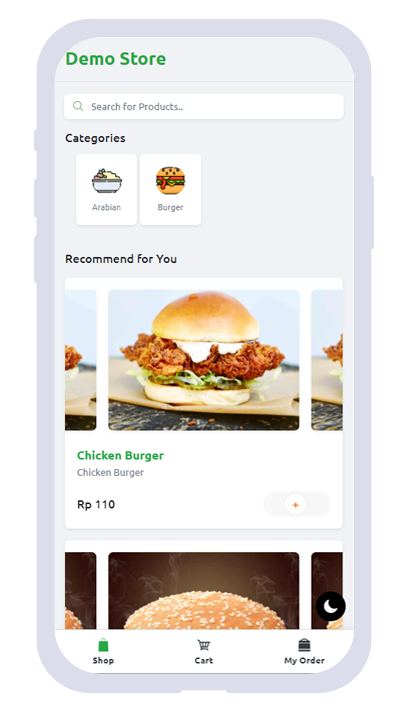 Demo Store
Search for Products..
Categories
Arabian
Burger
Recommend for You
Chicken Burger
Chicken Burger
Rp 110
+
Shop
Cart
My Order